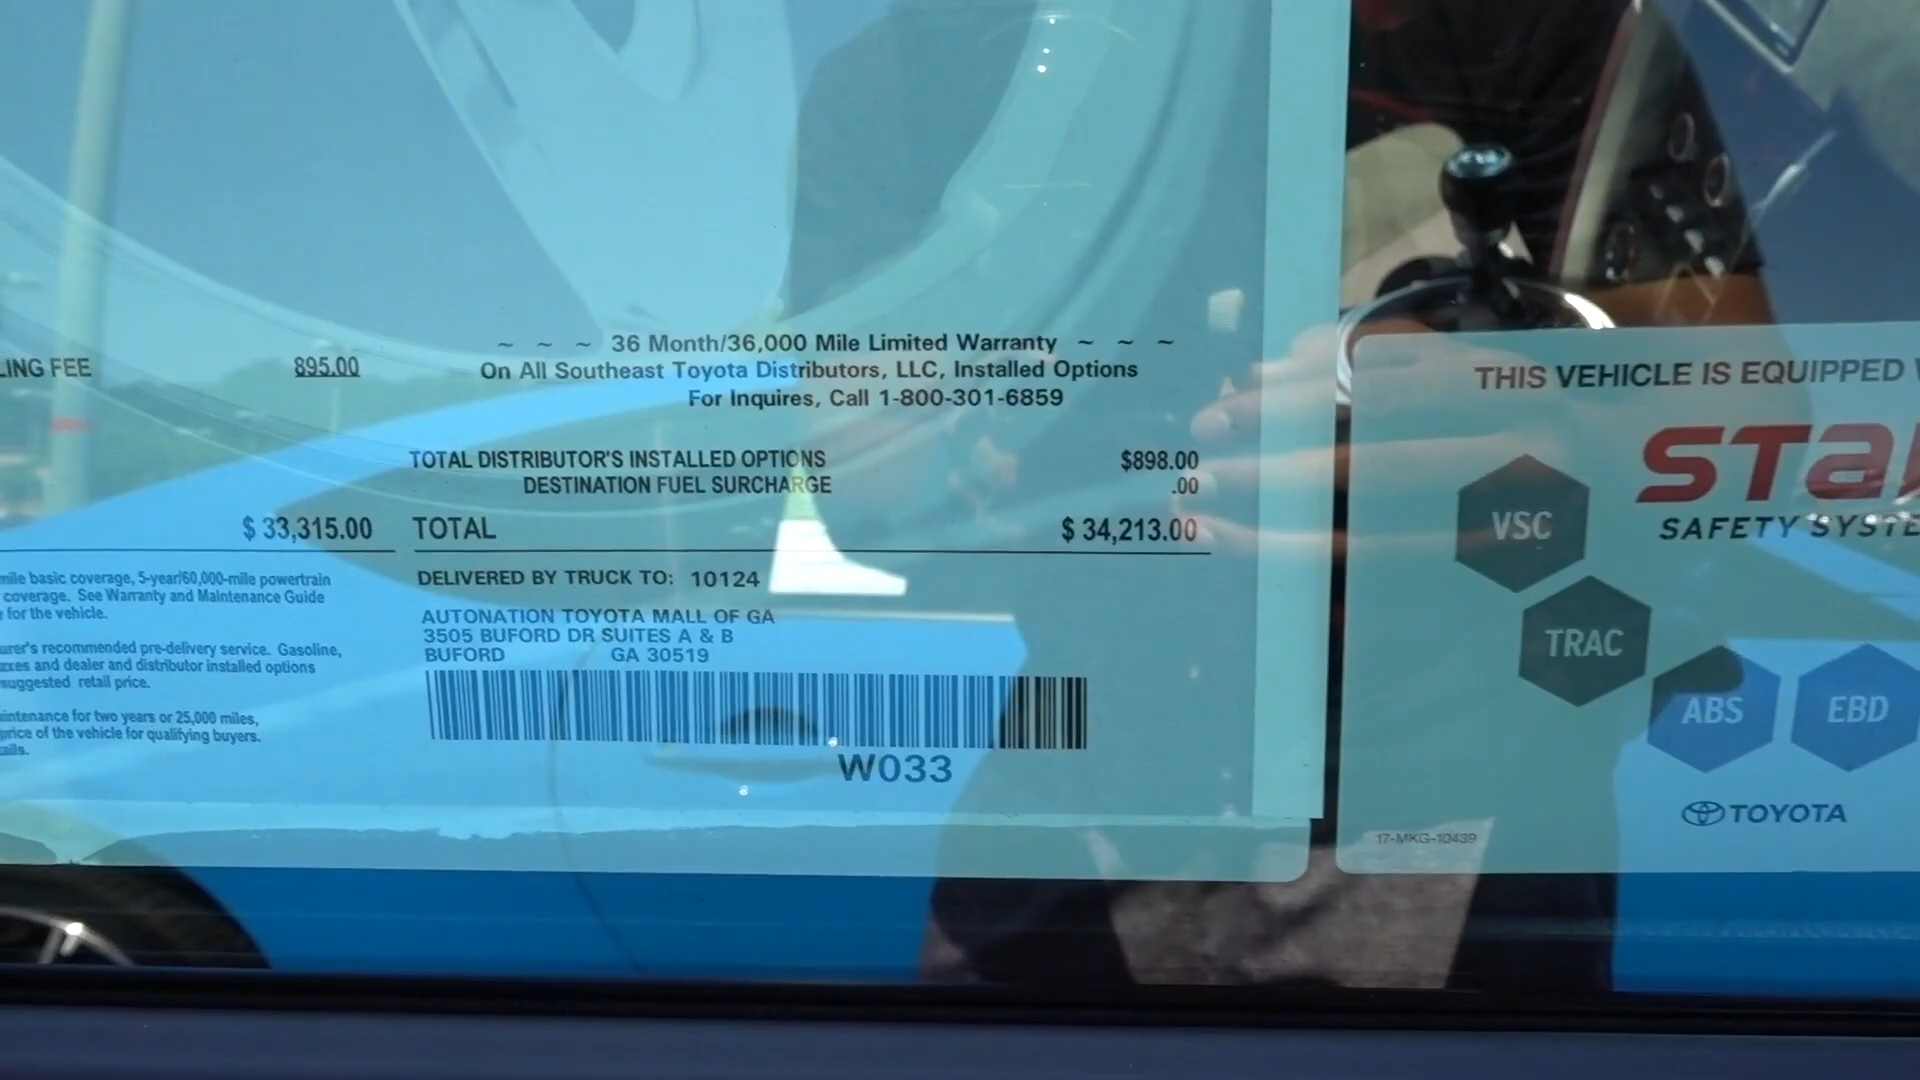 ~ ~ ~ 36 Month/36,000 Mile Limited Warranty ~ ~ ~
LING FEE 895.00
On All Southeast Toyota Distributors, LLC, Installed Options
For Inquires, Call 1-800-301-6859
TOTAL DISTRIBUTOR'S INSTALLED OPTIONS $898.00
DESTINATION FUEL SURCHARGE .00
$ 33,315.00 TOTAL $ 34,213.00
mile basic coverage, 5-year/60,000-mile powertrain
coverage. See Warranty and Maintenance Guide
for the vehicle.
urer's recommended pre-delivery service. Gasoline,
axes and dealer and distributor installed options
suggested retail price.
intenance for two years or 25,000 miles,
price of the vehicle for qualifying buyers.
ails.
DELIVERED BY TRUCK TO: 10124
AUTONATION TOYOTA MALL OF GA
3505 BUFORD DR SUITES A & B
BUFORD GA 30519
W033
THIS VEHICLE IS EQUIPPED
STAR
SAFETY SYSTE
VSC
TRAC
ABS
EBD
TOYOTA
17-MKG-10439